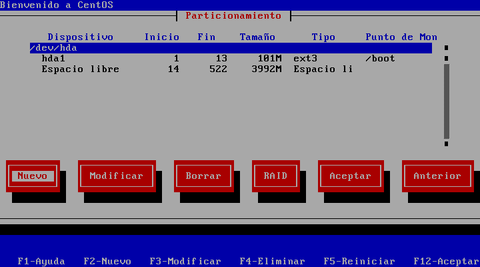 Bienvenido a CentOS
Particionamiento
Dispositivo Inicio Fin Tamaño Tipo Punto de Mon
/dev/hda
hda1 1 13 101M ext3 /boot
Espacio libre 14 522 3992M Espacio li
Nuevo Modificar Borrar RAID Aceptar Anterior
F1-Ayuda F2-Nuevo F3-Modificar F4-Eliminar F5-Reiniciar F12-Aceptar